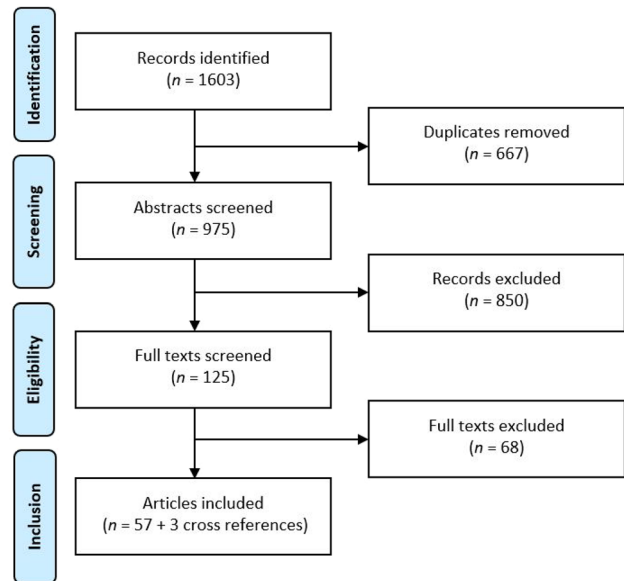 Identification
Records identified
(n = 1603)
Duplicates removed
(n = 667)
Screening
Abstracts screened
(n = 975)
Records excluded
(n = 850)
Eligibility
Full texts screened
(n = 125)
Full texts excluded
(n = 68)
Inclusion
Articles included
(n = 57 + 3 cross references)